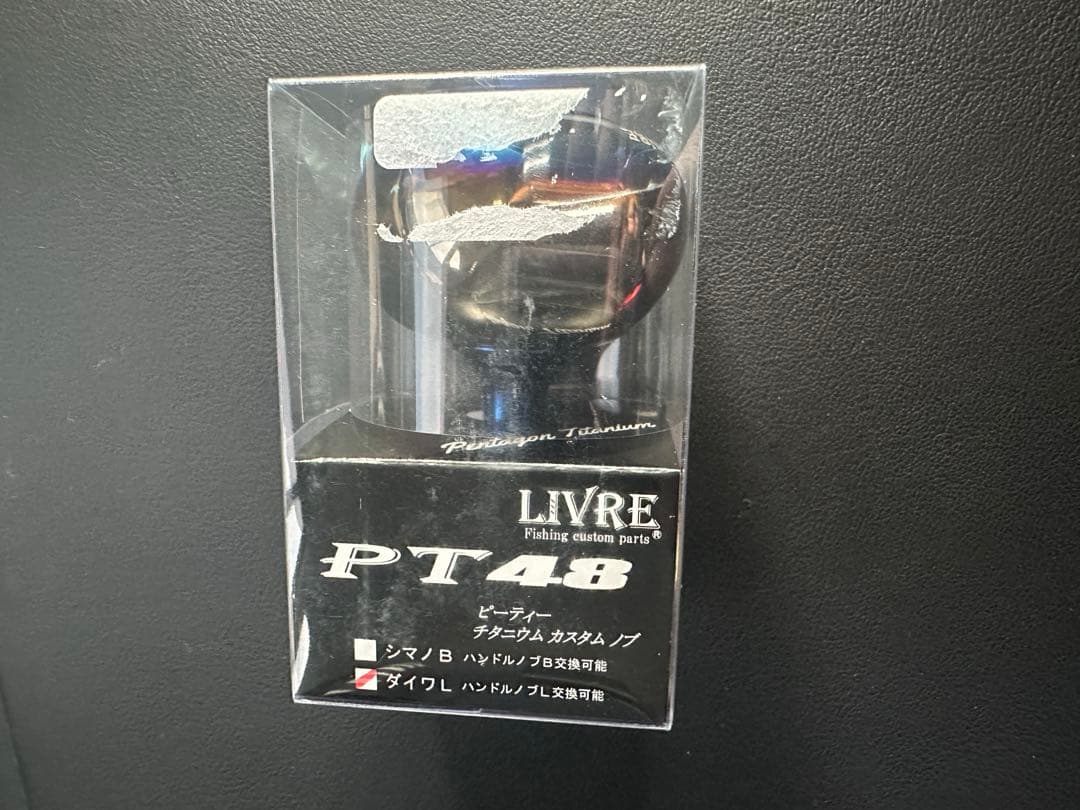 Pentagon Titanium
LIVRE
Fishing custom parts®
PT48
ピーティー
チタニウム カスタム ノブ
シマノB ハンドルノブB交換可能
ダイワL ハンドルノブL交換可能